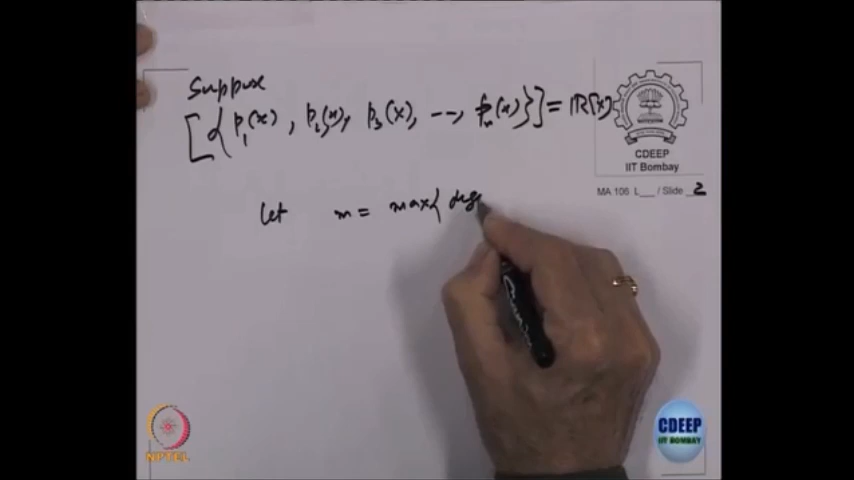 Suppose
[{p₁(x), p₂(x), p₃(x), --, pₙ(x)}] = ℝ[x]
CDEEP
IIT Bombay
MA 106 L__ / Slide 2
Let m = max{ deg
NPTEL
CDEEP
IIT BOMBAY